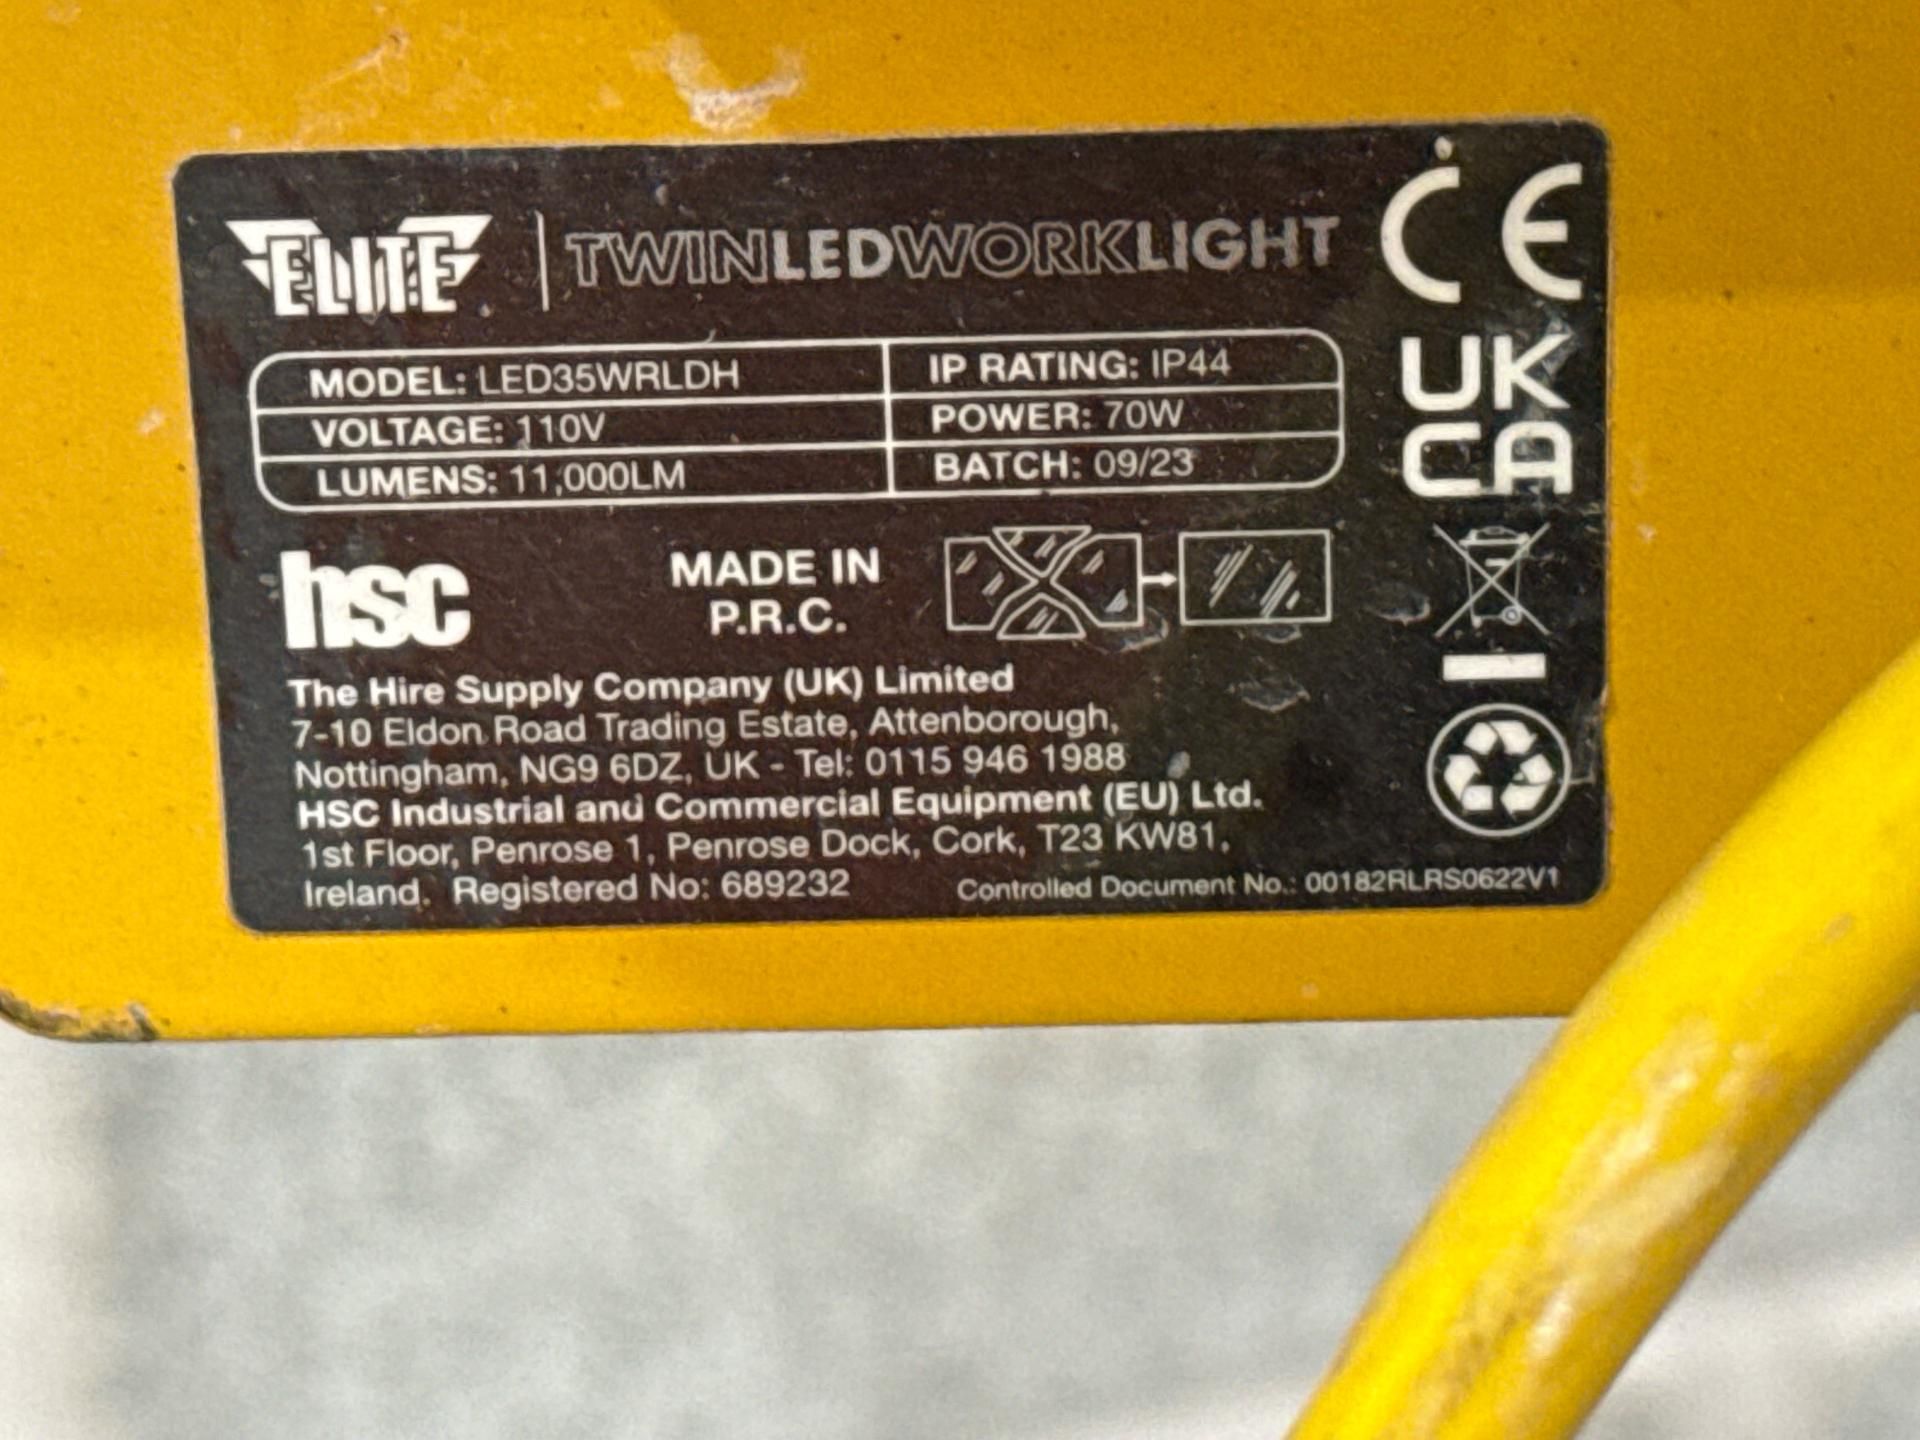 ELITE | TWINLEDWORKLIGHT
CE
MODEL: LED35WRLDH
IP RATING: IP44
VOLTAGE: 110V
POWER: 70W
LUMENS: 11,000LM
BATCH: 09/23
UK
CA
hsc
MADE IN
P.R.C.
The Hire Supply Company (UK) Limited
7-10 Eldon Road Trading Estate, Attenborough,
Nottingham, NG9 6DZ, UK - Tel: 0115 946 1988
HSC Industrial and Commercial Equipment (EU) Ltd.
1st Floor, Penrose 1, Penrose Dock, Cork, T23 KW81,
Ireland. Registered No: 689232
Controlled Document No.: 00182RLRS0622V1